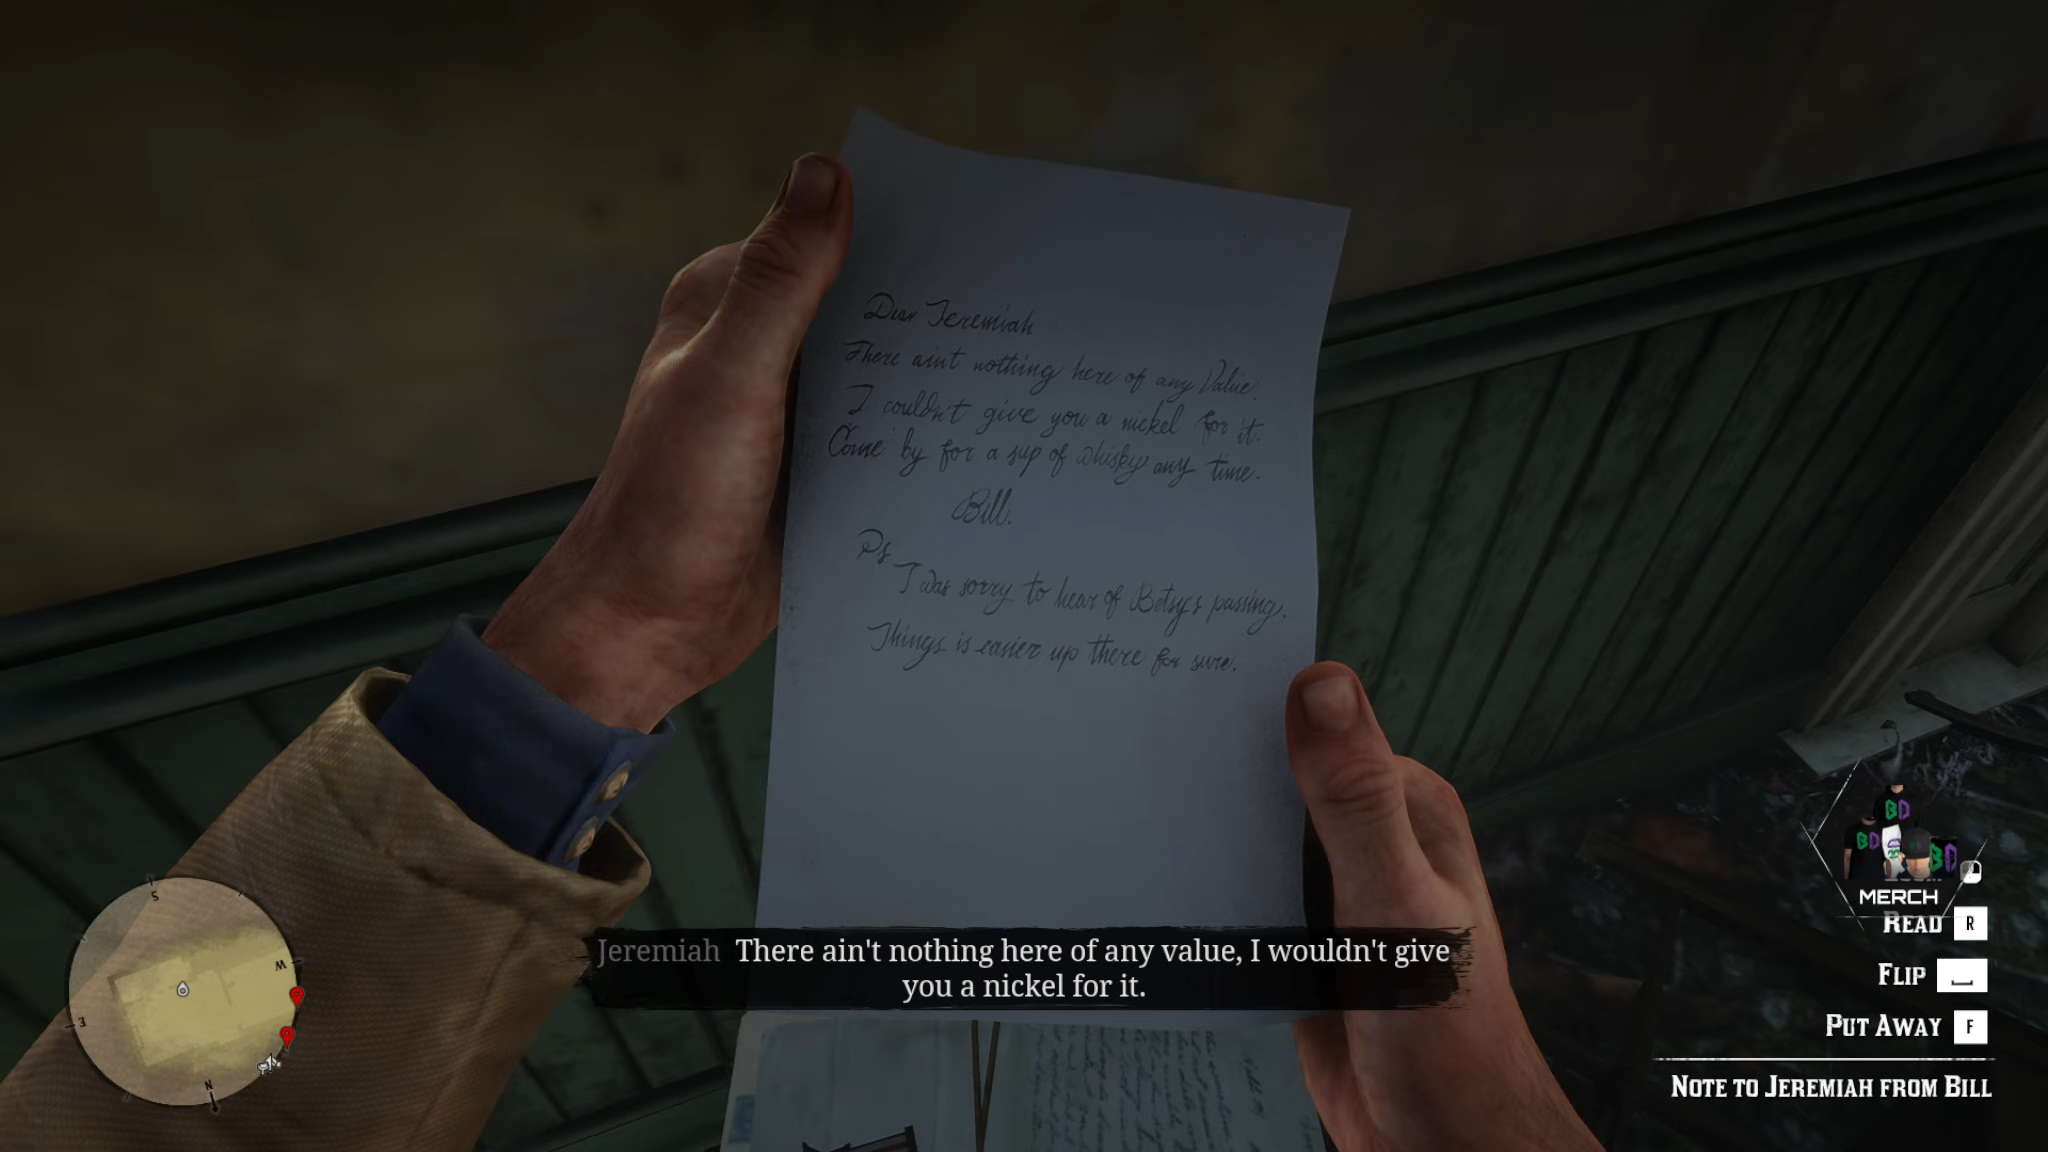 Dear Jeremiah
There aint nothing here of any Value.
I couldn't give you a nickel for it.
Come by for a sup of whisky any time.
Bill.
Ps
I was sorry to hear of Betsy's passing.
Things is easier up there for sure.
Jeremiah There ain't nothing here of any value, I wouldn't give
you a nickel for it.
S
W
E
N
BD
BD
BD
MERCH
READ R
FLIP
PUT AWAY F
NOTE TO JEREMIAH FROM BILL